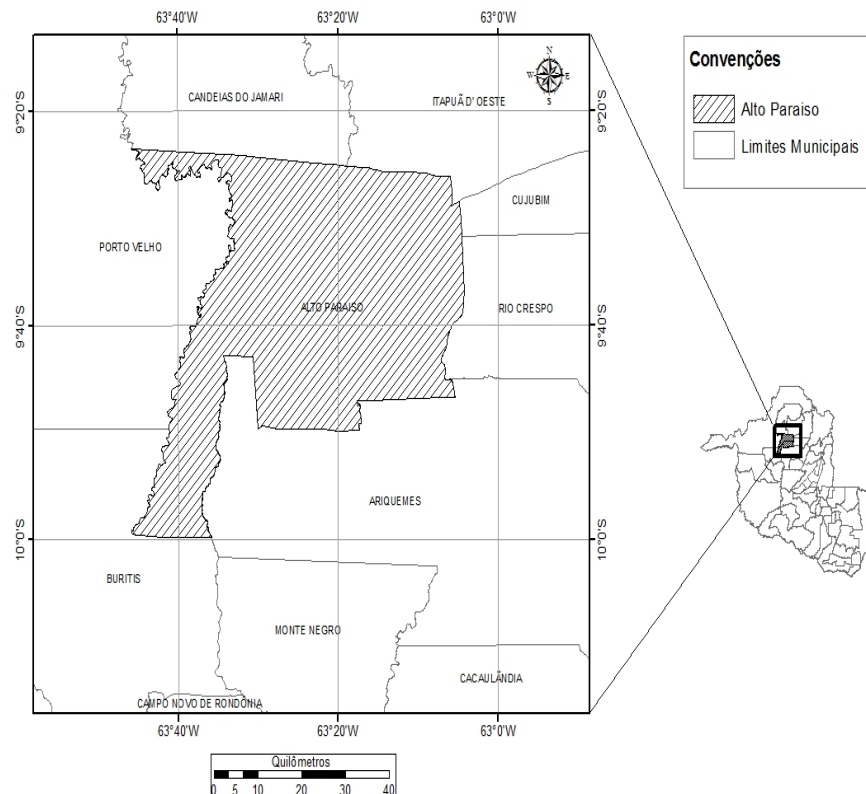 63°40'W 63°20'W 63°0'W
Convenções
Alto Paraiso
Limites Municipais
N
W E
S
9°20'S 9°20'S
CANDEIAS DO JAMARI
ITAPUÃ D' OESTE
CUJUBIM
PORTO VELHO
ALTO PARAISO
RIO CRESPO
9°40'S 9°40'S
ARIQUEMES
10°0'S 10°0'S
BURITIS
MONTE NEGRO
CACAULÂNDIA
CAMPO NOVO DE RONDÔNIA
63°40'W 63°20'W 63°0'W
Quilômetros
0 5 10 20 30 40